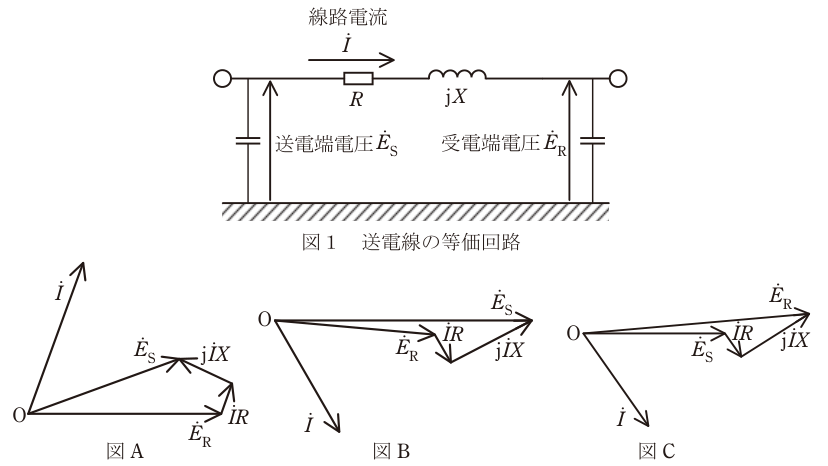 線路電流
İ
R
jX
送電端電圧 Ė_S
受電端電圧 Ė_R
図1 送電線の等価回路
İ
Ė_S
jİX
O
Ė_R
İR
図A
O
Ė_S
İR
Ė_R
jİX
İ
図B
Ė_R
O
İR
Ė_S
jİX
İ
図C